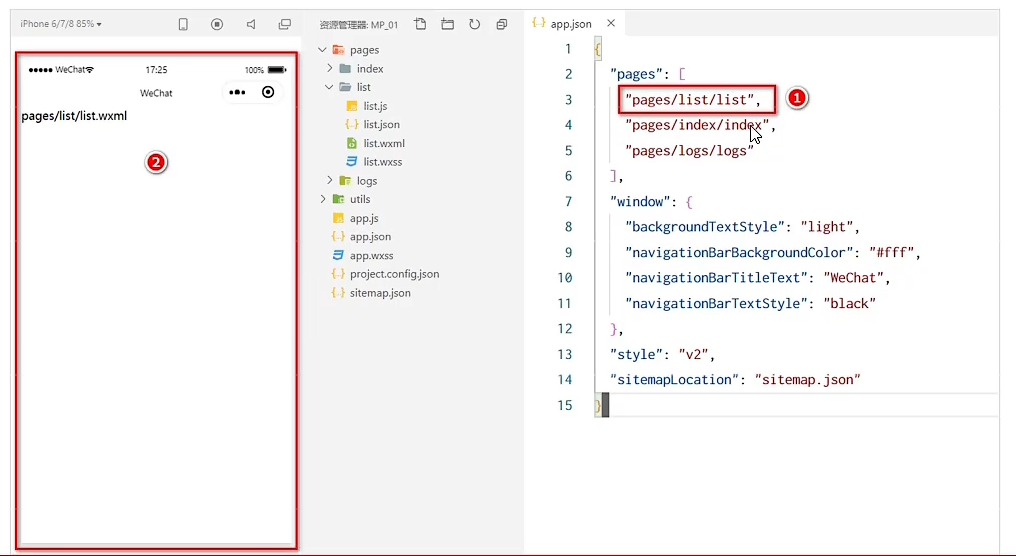 iPhone 6/7/8 85%
WeChat
17:25
100%
WeChat
pages/list/list.wxml
2
资源管理器: MP_01
pages
index
list
list.js
list.json
list.wxml
list.wxss
logs
utils
app.js
app.json
app.wxss
project.config.json
sitemap.json
app.json
1 {
2 "pages": [
3 "pages/list/list",
1
4 "pages/index/index",
5 "pages/logs/logs"
6 ],
7 "window": {
8 "backgroundTextStyle": "light",
9 "navigationBarBackgroundColor": "#fff",
10 "navigationBarTitleText": "WeChat",
11 "navigationBarTextStyle": "black"
12 },
13 "style": "v2",
14 "sitemapLocation": "sitemap.json"
15 }